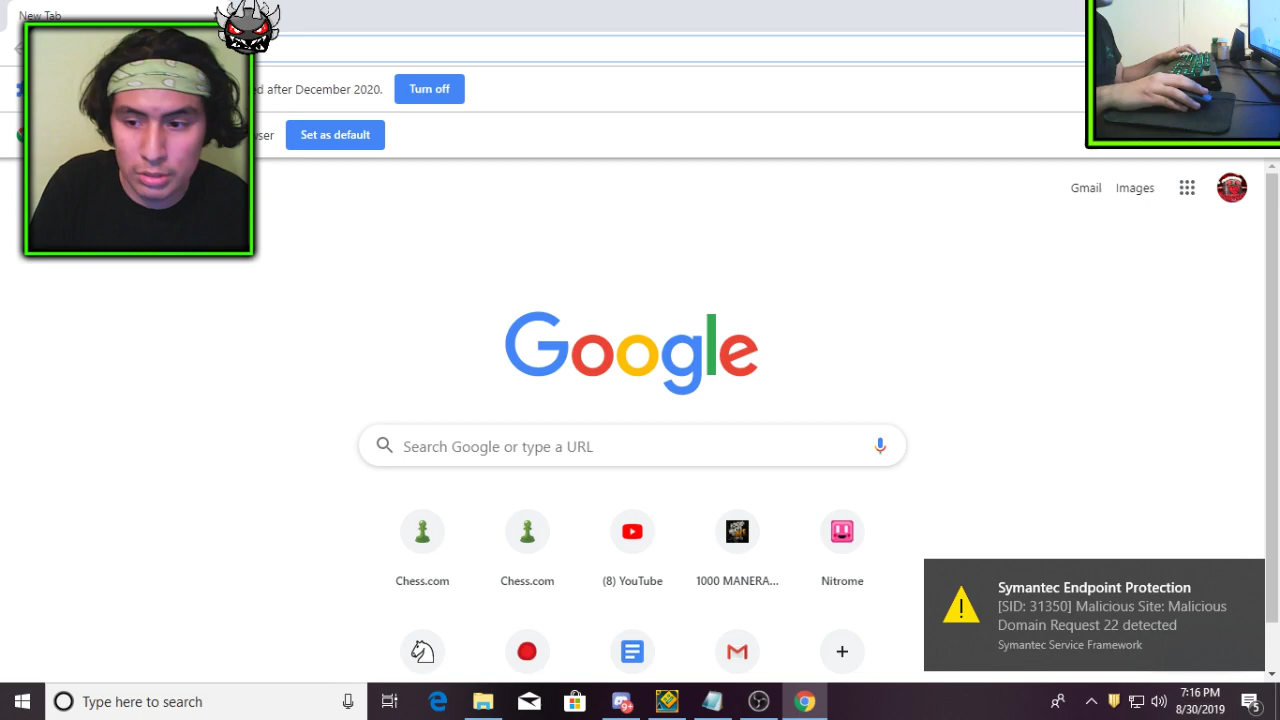 New Tab
ed after December 2020.
Turn off
ser
Set as default
Gmail
Images
Google
Search Google or type a URL
Chess.com
Chess.com
(8) YouTube
1000 MANERA...
Nitrome
Symantec Endpoint Protection
[SID: 31350] Malicious Site: Malicious
Domain Request 22 detected
Symantec Service Framework
Type here to search
7:16 PM
8/30/2019
5